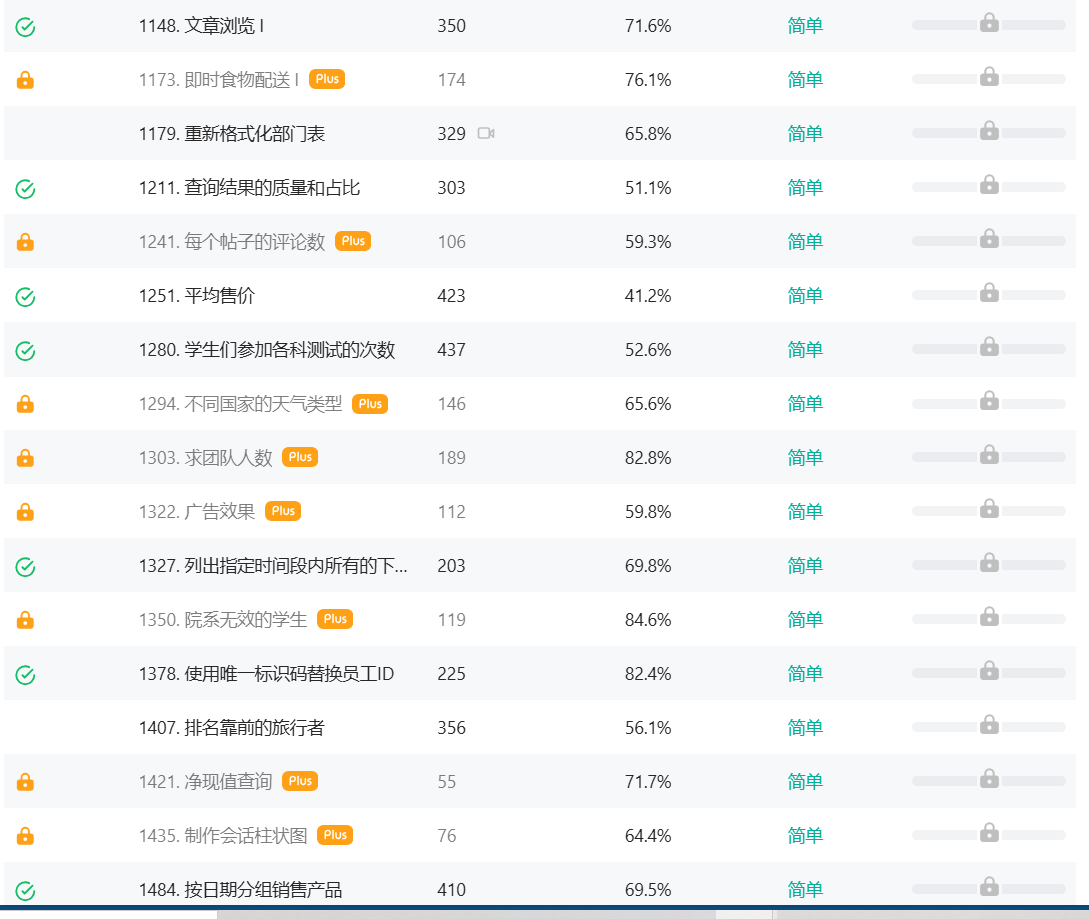 1148. 文章浏览 I 350 71.6% 简单
1173. 即时食物配送 I Plus 174 76.1% 简单
1179. 重新格式化部门表 329 65.8% 简单
1211. 查询结果的质量和占比 303 51.1% 简单
1241. 每个帖子的评论数 Plus 106 59.3% 简单
1251. 平均售价 423 41.2% 简单
1280. 学生们参加各科测试的次数 437 52.6% 简单
1294. 不同国家的天气类型 Plus 146 65.6% 简单
1303. 求团队人数 Plus 189 82.8% 简单
1322. 广告效果 Plus 112 59.8% 简单
1327. 列出指定时间段内所有的下... 203 69.8% 简单
1350. 院系无效的学生 Plus 119 84.6% 简单
1378. 使用唯一标识码替换员工ID 225 82.4% 简单
1407. 排名靠前的旅行者 356 56.1% 简单
1421. 净现值查询 Plus 55 71.7% 简单
1435. 制作会话柱状图 Plus 76 64.4% 简单
1484. 按日期分组销售产品 410 69.5% 简单